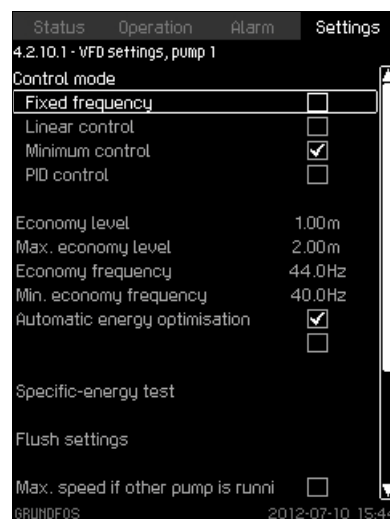 Status Operation Alarm Settings
4.2.10.1 - VFD settings, pump 1
Control mode
Fixed frequency
Linear control
Minimum control
PID control
Economy level 1.00m
Max. economy level 2.00m
Economy frequency 44.0Hz
Min. economy frequency 40.0Hz
Automatic energy optimisation
Specific-energy test
Flush settings
Max. speed if other pump is runni
GRUNDFOS 2012-07-10 15:44